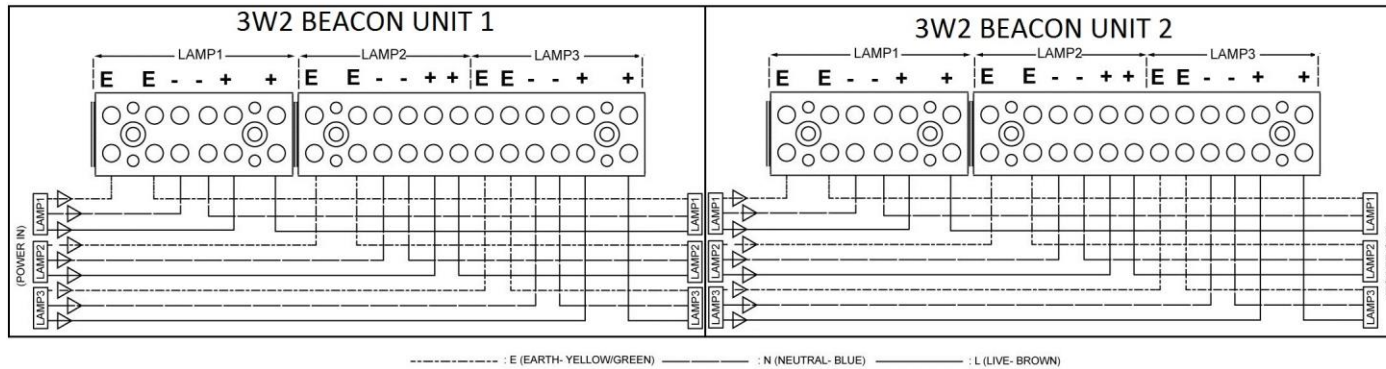 3W2 BEACON UNIT 1
LAMP1 LAMP2 LAMP3
E E - - + + E E - - + + E E - - + +
LAMP1
LAMP2
LAMP3
(POWER IN)
LAMP1
LAMP2
LAMP3
3W2 BEACON UNIT 2
LAMP1 LAMP2 LAMP3
E E - - + + E E - - + + E E - - + +
LAMP1
LAMP2
LAMP3
LAMP1
LAMP2
LAMP3
: E (EARTH- YELLOW/GREEN) : N (NEUTRAL- BLUE) : L (LIVE- BROWN)